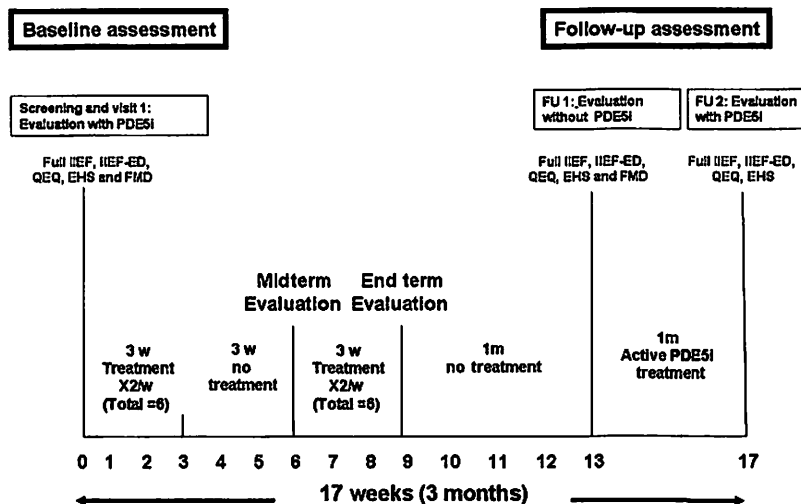 Baseline assessment
Follow-up assessment
Screening and visit 1:
Evaluation with PDE5i
FU 1: Evaluation
without PDE5i
FU 2: Evaluation
with PDE5i
Full IIEF, IIEF-ED,
QEQ, EHS and FMD
Full IIEF, IIEF-ED,
QEQ, EHS and FMD
Full IIEF, IIEF-ED,
QEQ, EHS
Midterm
Evaluation
End term
Evaluation
3 w
Treatment
X2/w
(Total =6)
3 w
no
treatment
3 w
Treatment
X2/w
(Total =6)
1m
no treatment
1m
Active PDE5i
treatment
0 1 2 3 4 5 6 7 8 9 10 11 12 13 17
17 weeks (3 months)